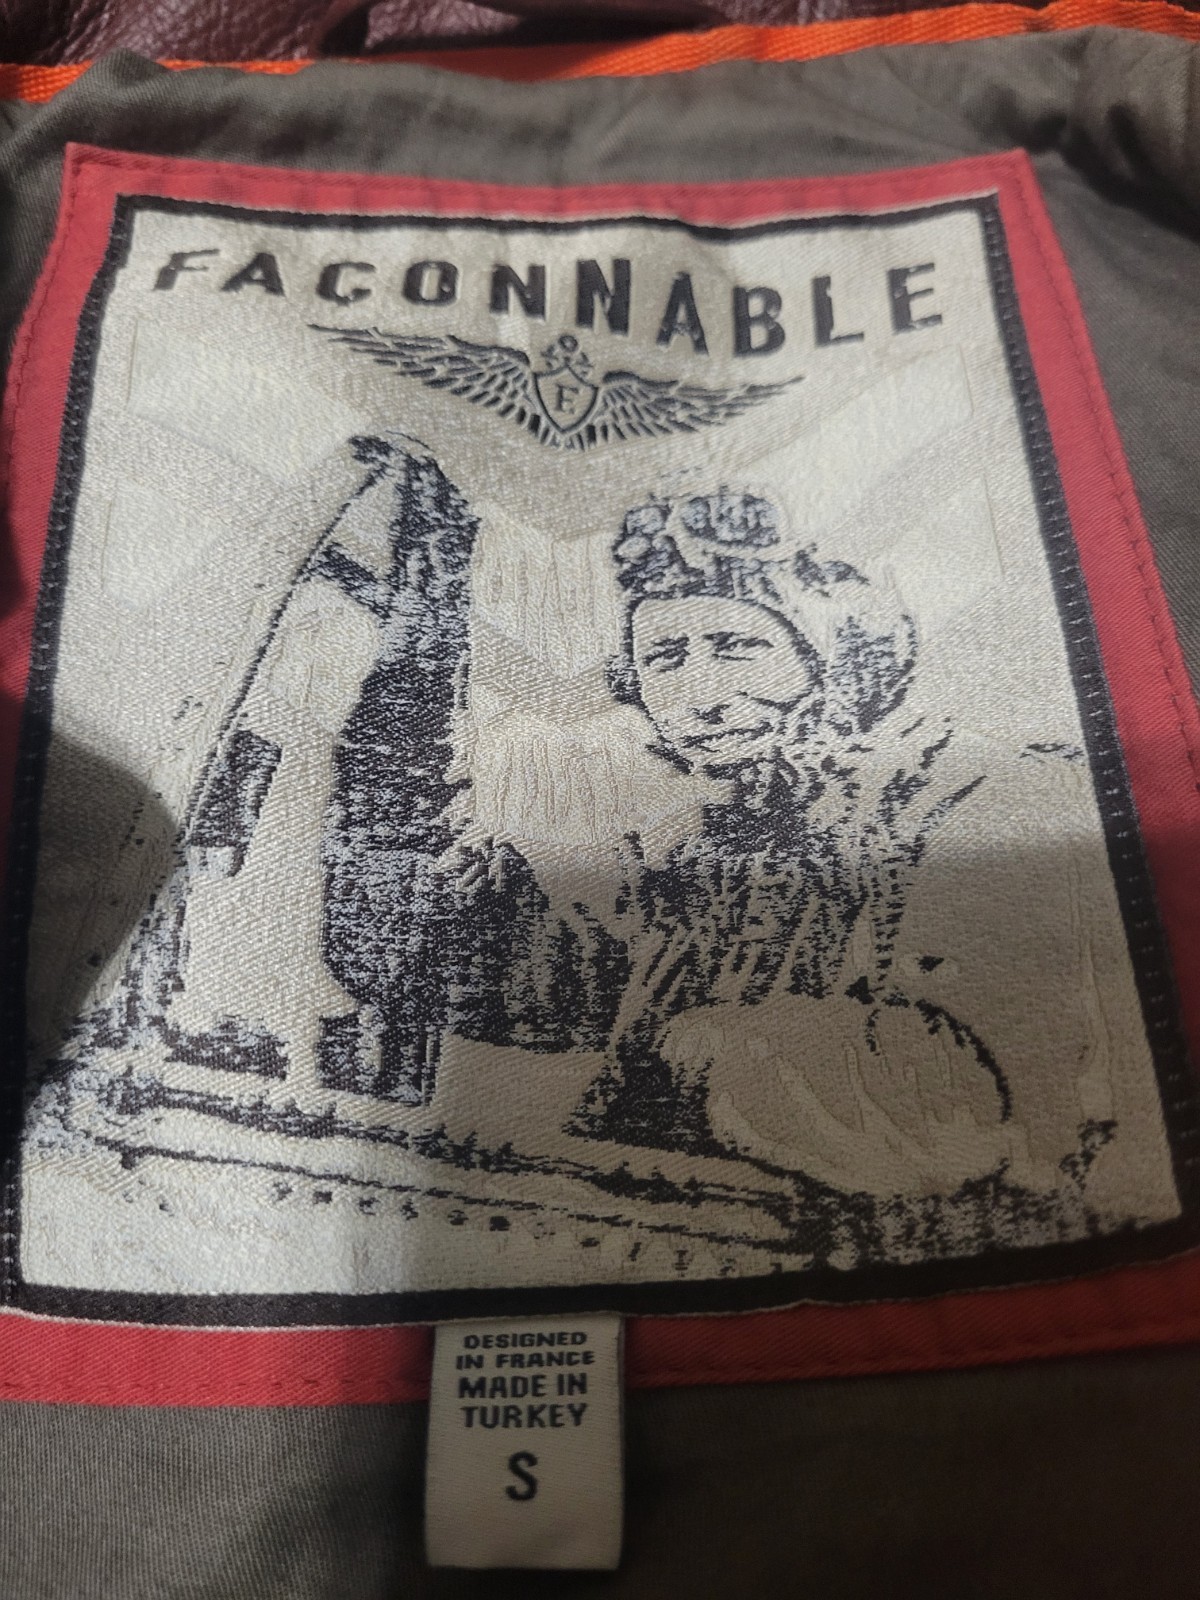 FAÇONNABLE
F
DESIGNED
IN FRANCE
MADE IN
TURKEY
S